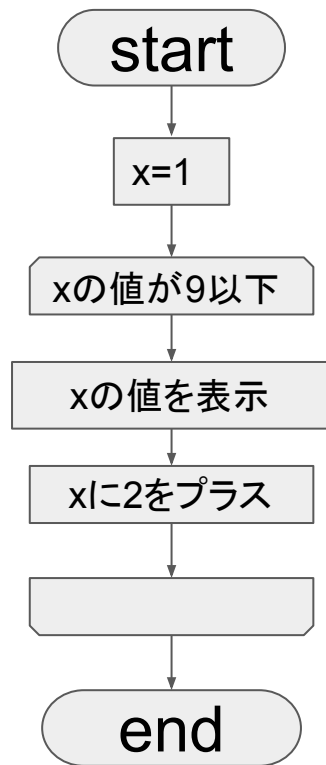 start
x=1
xの値が9以下
xの値を表示
xに2をプラス
end